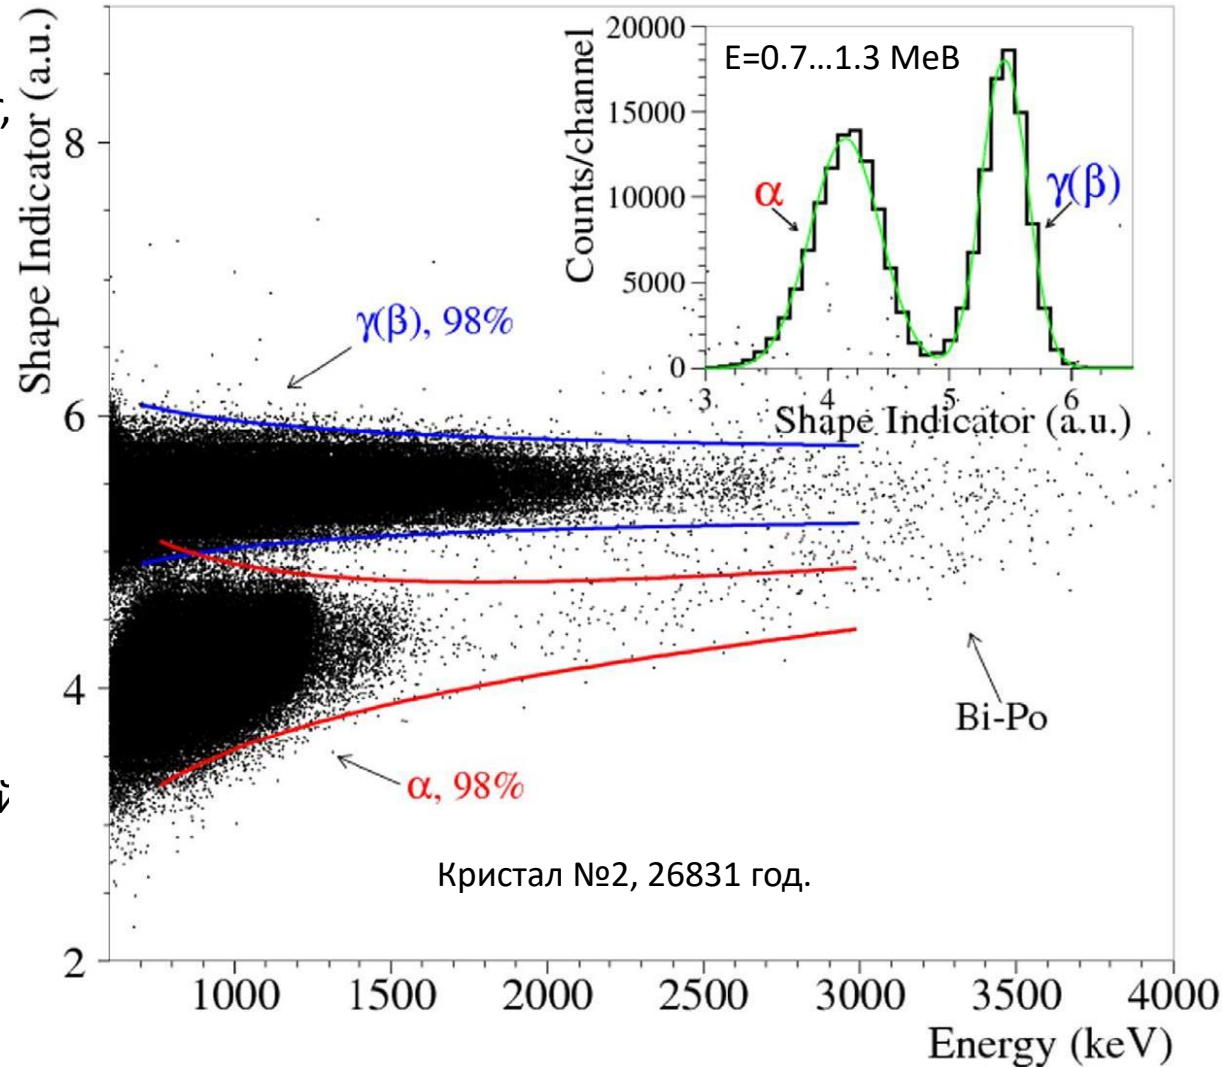 Shape Indicator (a.u.)
8
6
4
2
1000 1500 2000 2500 3000 3500 4000
Energy (keV)
γ(β), 98%
α, 98%
Bi-Po
Кристал №2, 26831 год.
E=0.7...1.3 МеВ
Counts/channel
20000
15000
10000
5000
0
α
γ(β)
3 4 5 6
Shape Indicator (a.u.)
й